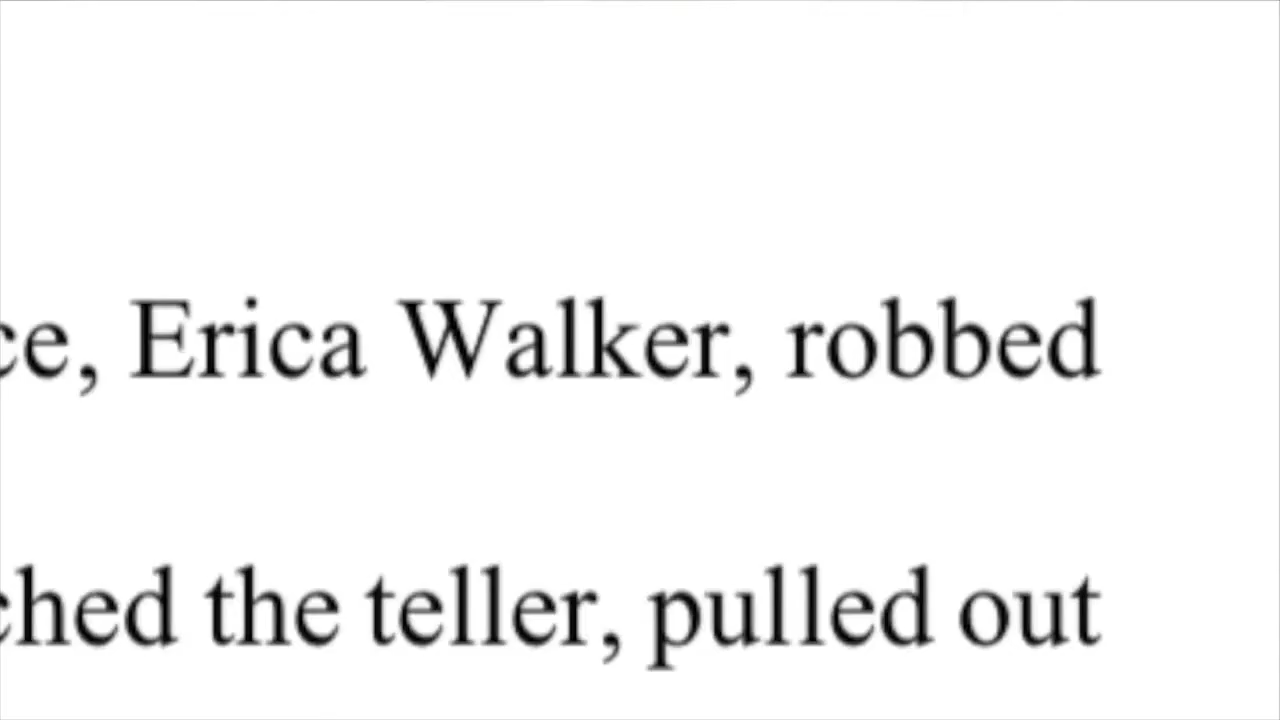 ce, Erica Walker, robbed
ched the teller, pulled out